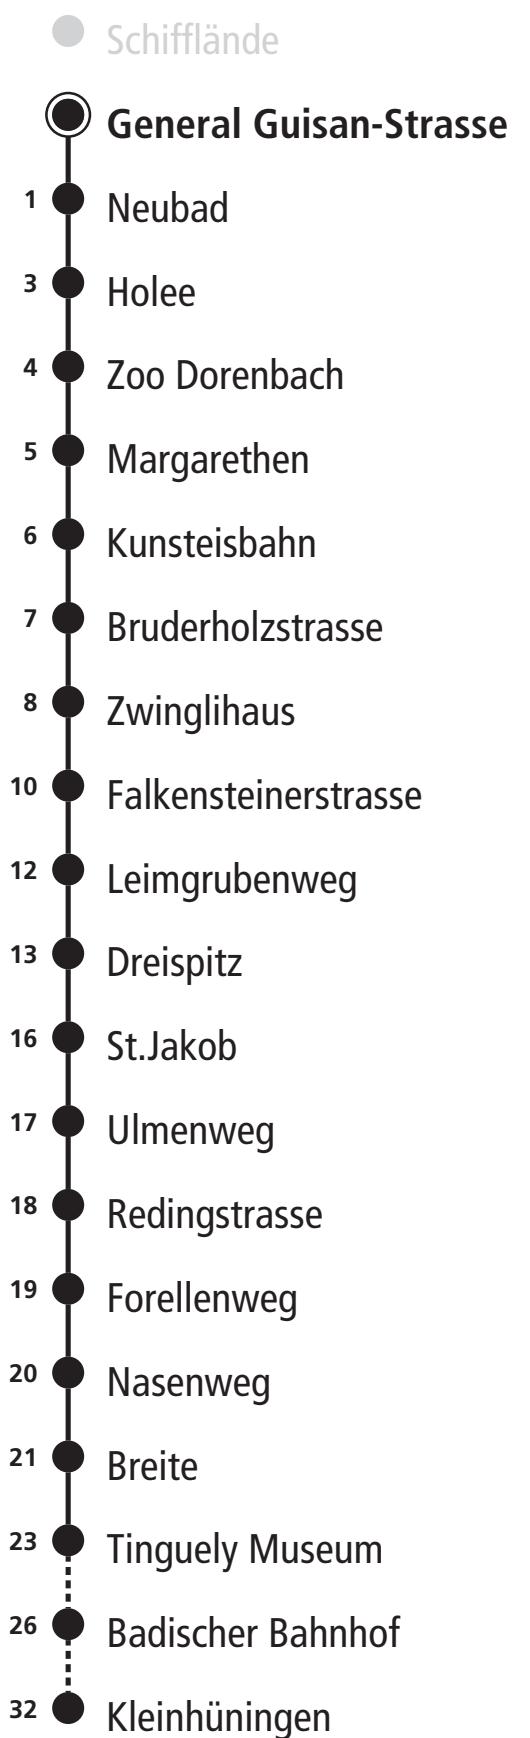 Schifflände
General Guisan-Strasse
1 Neubad
3 Holee
4 Zoo Dorenbach
5 Margarethen
6 Kunsteisbahn
7 Bruderholzstrasse
8 Zwinglihaus
10 Falkensteinerstrasse
12 Leimgrubenweg
13 Dreispitz
16 St.Jakob
17 Ulmenweg
18 Redingstrasse
19 Forellenweg
20 Nasenweg
21 Breite
23 Tinguely Museum
26 Badischer Bahnhof
32 Kleinhüningen